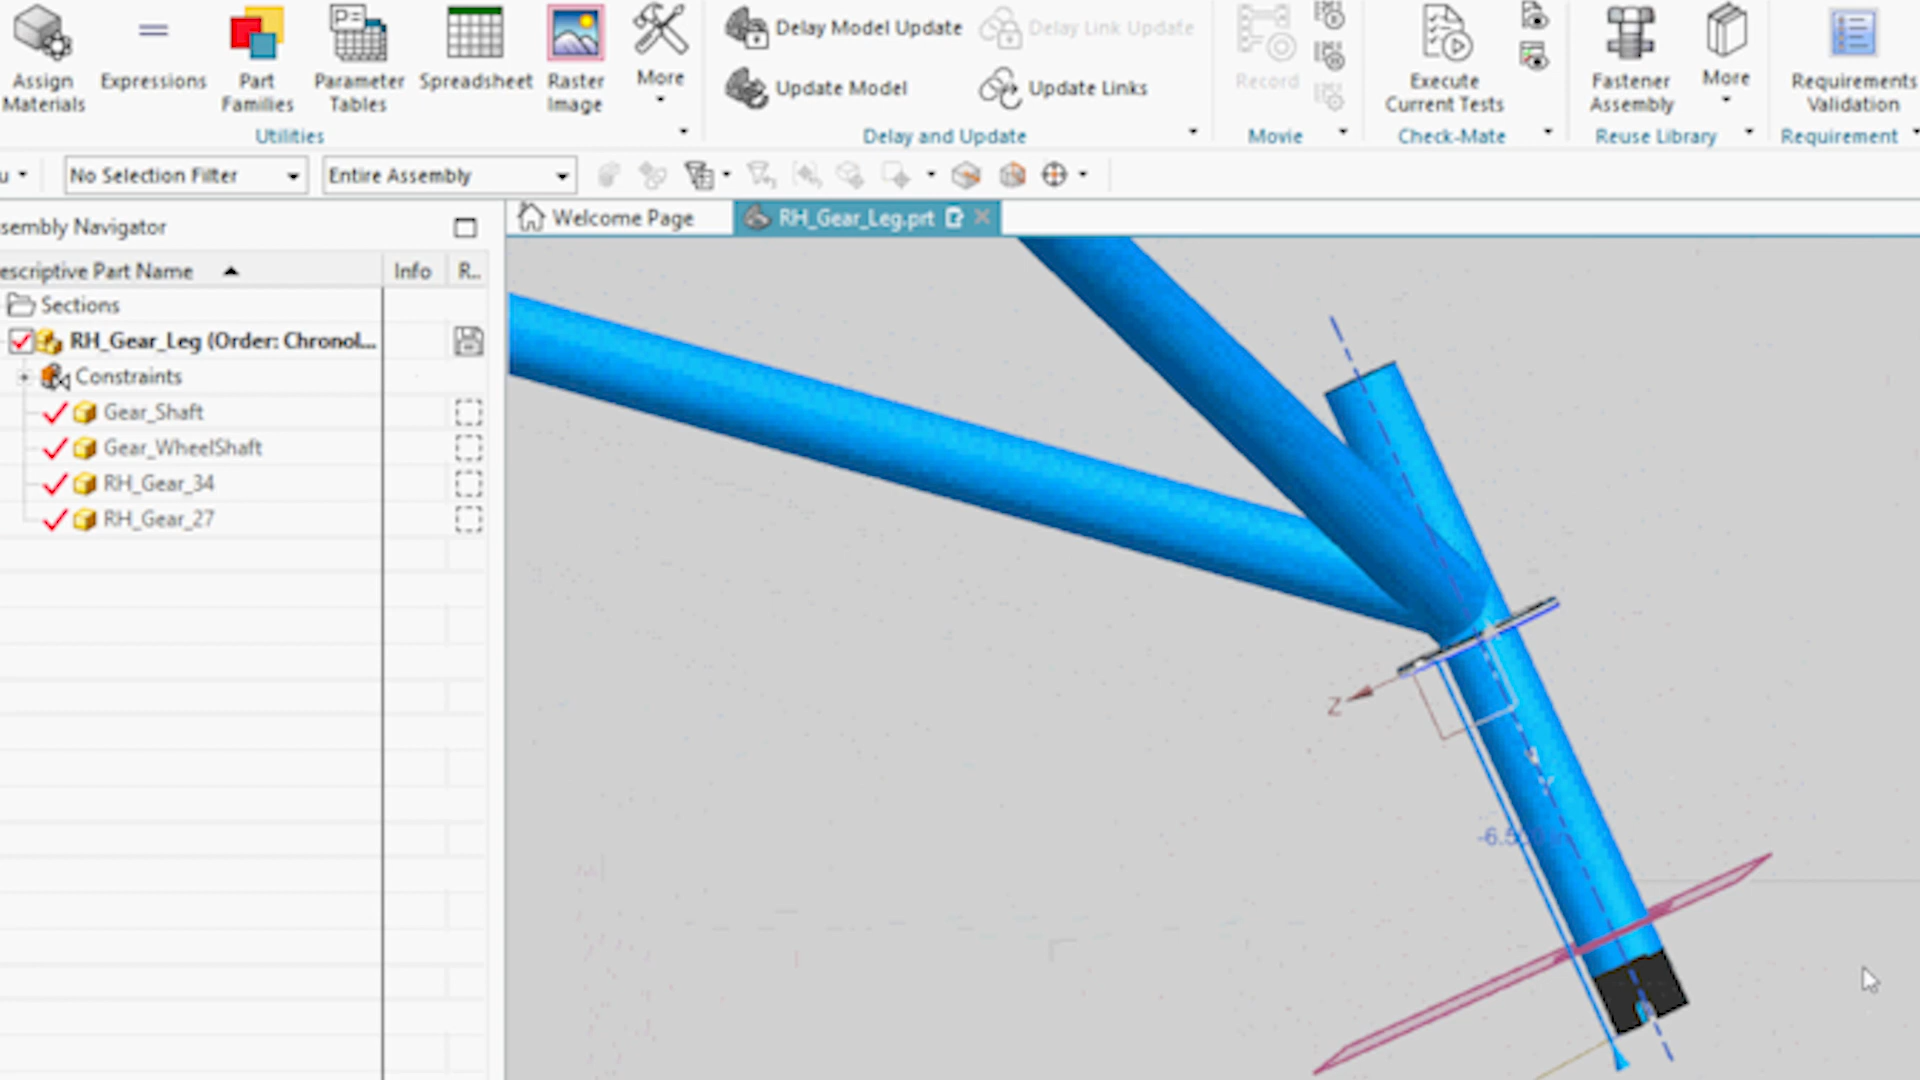 Assign Materials
Expressions
Part Families
Parameter Tables
Spreadsheet
Raster Image
More
Utilities
Delay Model Update
Delay Link Update
Update Model
Update Links
Delay and Update
Record
Movie
Execute Current Tests
Check-Mate
Fastener Assembly
More
Reuse Library
Requirements Validation
Requirement
u
No Selection Filter
Entire Assembly
sembly Navigator
Welcome Page
RH_Gear_Leg.prt
escriptive Part Name
Info
R..
Sections
RH_Gear_Leg (Order: Chronol...
Constraints
Gear_Shaft
Gear_WheelShaft
RH_Gear_34
RH_Gear_27
Z